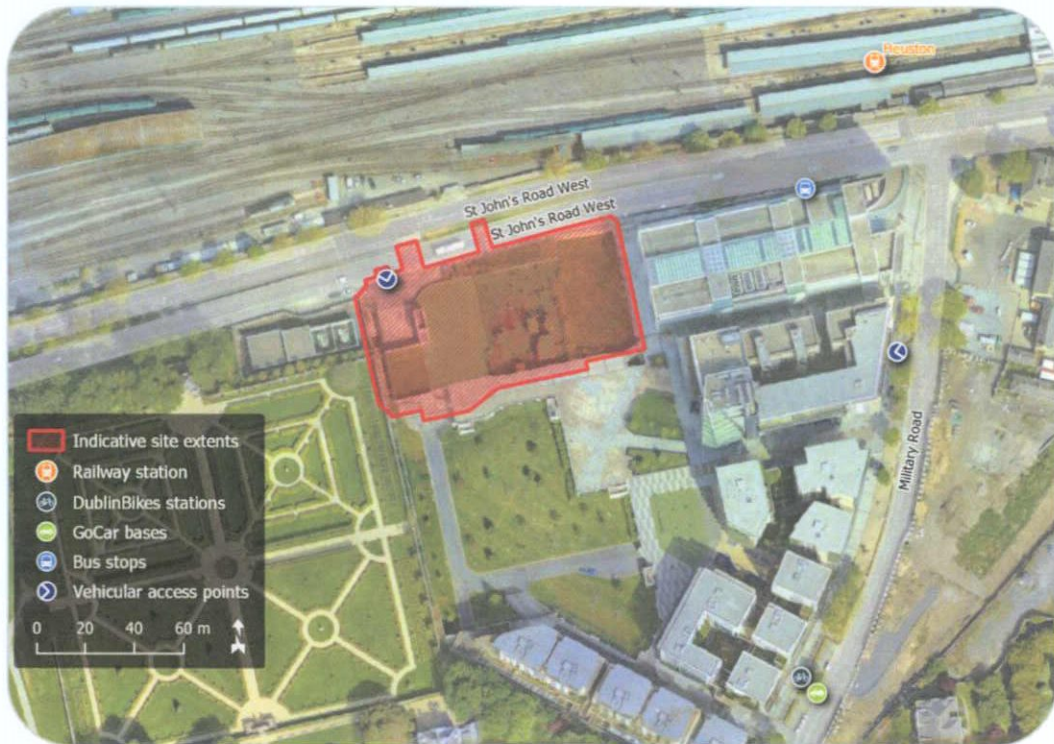 Heuston
St John's Road West
St John's Road West
Military Road
Indicative site extents
Railway station
DublinBikes stations
GoCar bases
Bus stops
Vehicular access points
0 20 40 60 m